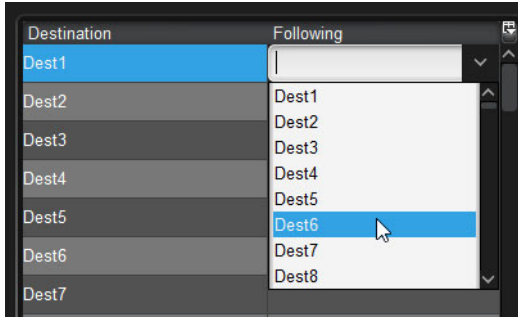 Destination Following
Dest1
Dest2 Dest1
Dest2
Dest3 Dest3
Dest4 Dest4
Dest5
Dest5 Dest6
Dest6 Dest7
Dest7 Dest8